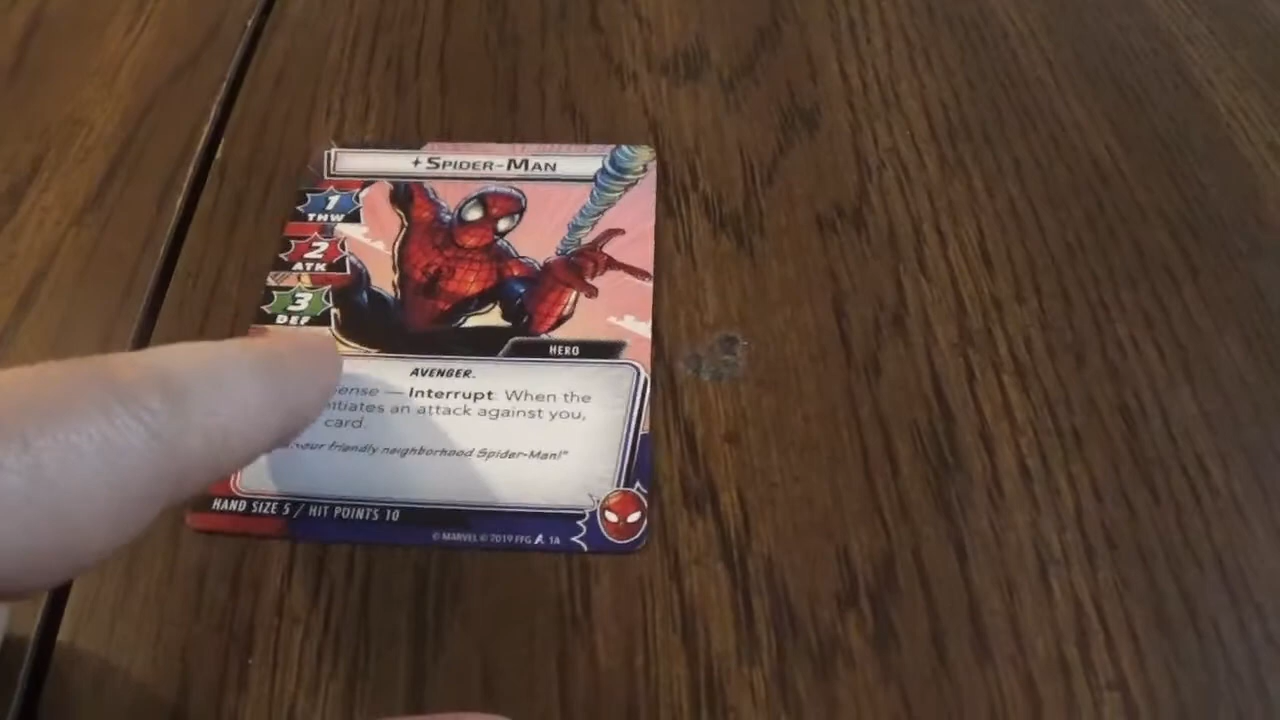 SPIDER-MAN
1
THW
2
ATK
3
DEF
HERO
AVENGER.
ense — Interrupt: When the
itiates an attack against you,
card.
your friendly neighborhood Spider-Man!"
HAND SIZE 5 / HIT POINTS 10
© MARVEL © 2019 FFG 1A